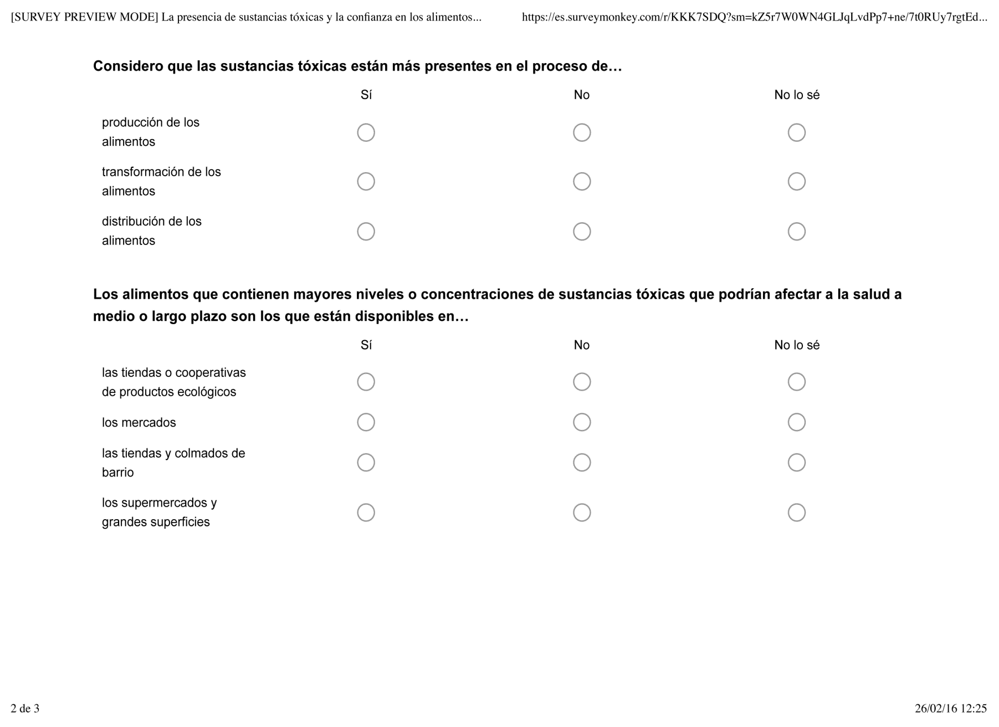 [SURVEY PREVIEW MODE] La presencia de sustancias tóxicas y la confianza en los alimentos... https://es.surveymonkey.com/r/KKK7SDQ?sm=kZ5r7W0WN4GLJqLvdPp7+ne/7t0RUy7rgtEd...
Considero que las sustancias tóxicas están más presentes en el proceso de…
Sí No No lo sé
producción de los
alimentos
transformación de los
alimentos
distribución de los
alimentos
Los alimentos que contienen mayores niveles o concentraciones de sustancias tóxicas que podrían afectar a la salud a
medio o largo plazo son los que están disponibles en…
Sí No No lo sé
las tiendas o cooperativas
de productos ecológicos
los mercados
las tiendas y colmados de
barrio
los supermercados y
grandes superficies
2 de 3 26/02/16 12:25